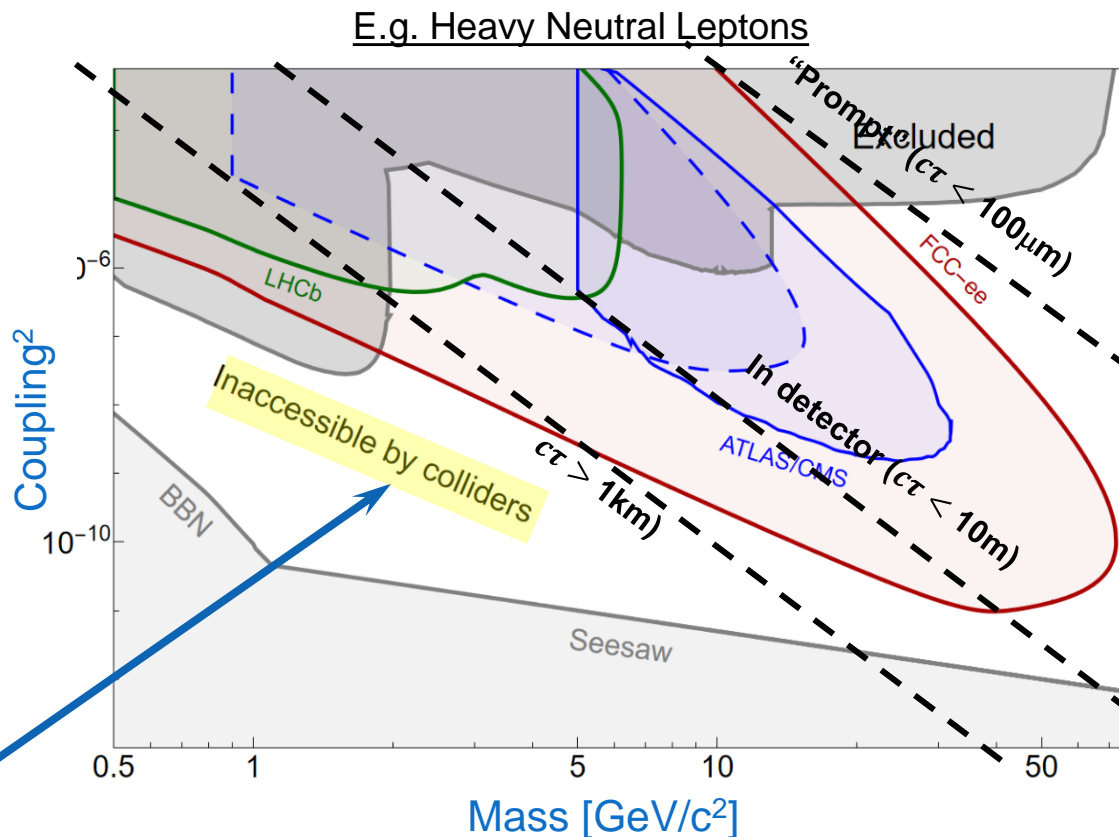 E.g. Heavy Neutral Leptons
"Prompt" (cτ < 100μm)
Excluded
FCC-ee
LHCb
0⁻⁶
Coupling²
In detector (cτ < 10m)
ATLAS/CMS
Inaccessible by colliders
cτ > 1km)
BBN
10⁻¹⁰
Seesaw
0.5 1 5 10 50
Mass [GeV/c²]